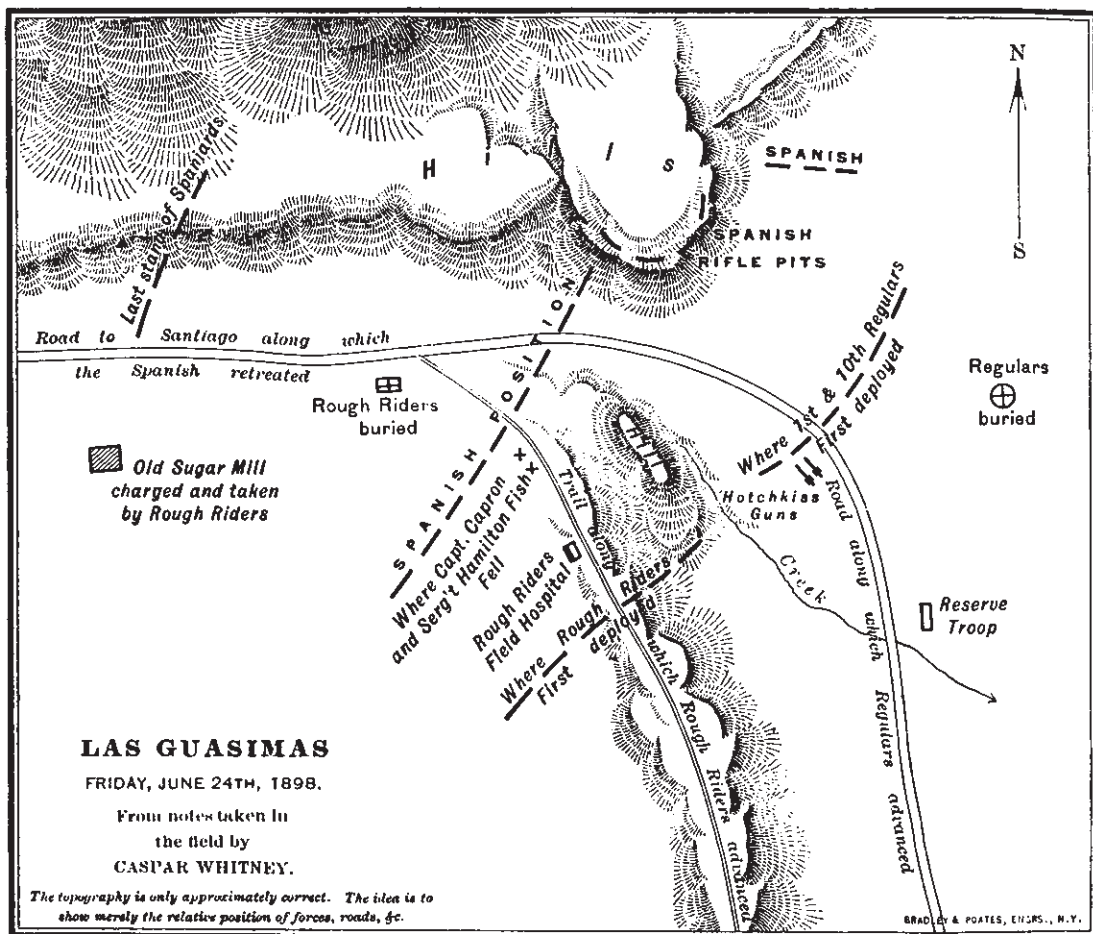 N
S
H I s
SPANISH
SPANISH
RIFLE PITS
Last stand of Spaniards
SPANISH POSITION
Road to Santiago along which
the Spanish retreated
Where 1st & 10th Regulars
First deployed
Regulars
buried
Rough Riders
buried
Hill
Hotchkiss
Guns
Old Sugar Mill
charged and taken
by Rough Riders
Where Capt. Capron
and Serg't Hamilton Fish
Fell
Trail along which Rough Riders advanced
Rough Riders
Field Hospital
Where Rough Riders
First deployed
Road along which Regulars advanced
Creek
Reserve
Troop
LAS GUASIMAS
FRIDAY, JUNE 24TH, 1898.
From notes taken in
the field by
CASPAR WHITNEY.
The topography is only approximately correct. The idea is to
show merely the relative position of forces, roads, &c.
BRADLEY & POATES, ENGRS., N.Y.